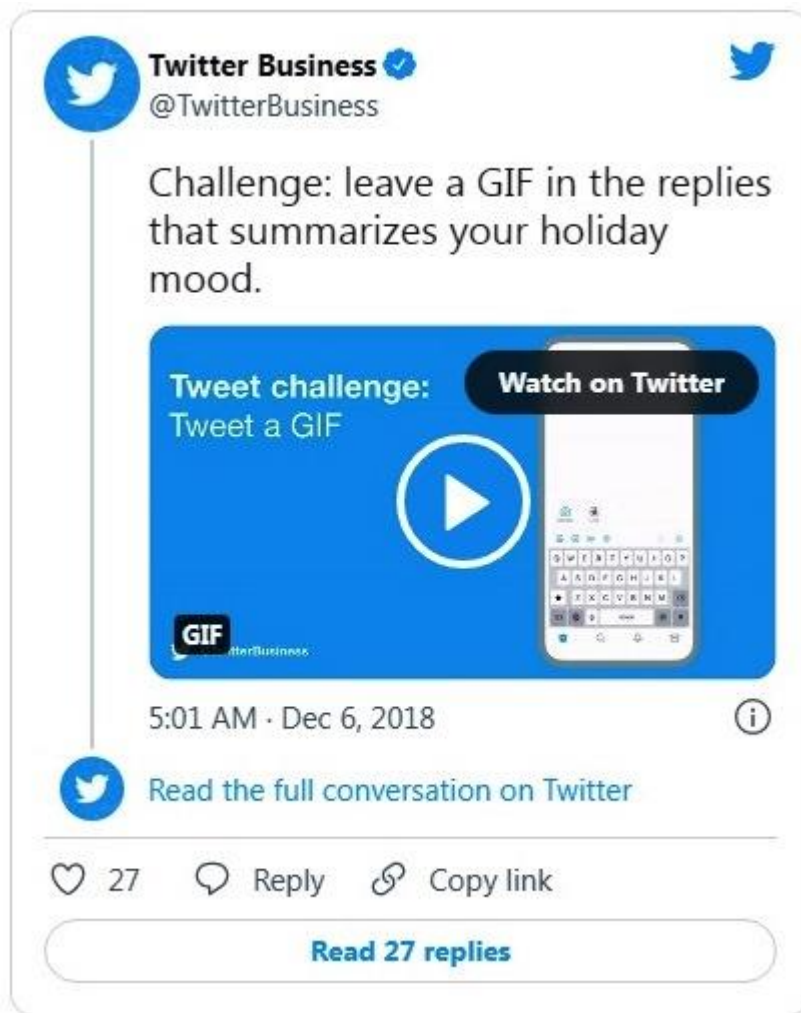 Twitter Business
@TwitterBusiness
Challenge: leave a GIF in the replies
that summarizes your holiday
mood.
Tweet challenge:
Tweet a GIF
Watch on Twitter
GIF
5:01 AM · Dec 6, 2018
Read the full conversation on Twitter
27 Reply Copy link
Read 27 replies